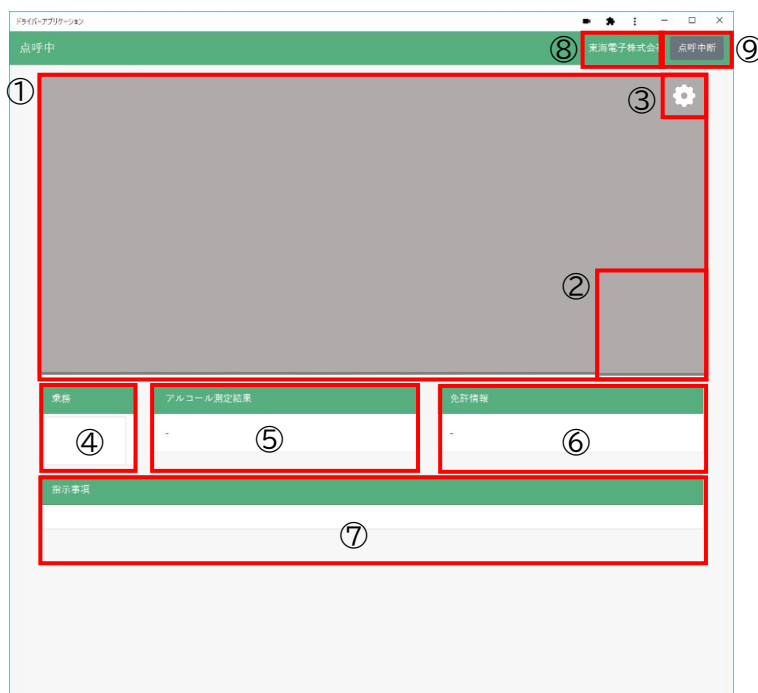 ドライバーアプリケーション
点呼中
⑧
東海電子株式会
点呼中断
⑨
①
③
②
乗務
アルコール測定結果
免許情報
④
-
⑤
-
⑥
指示事項
⑦